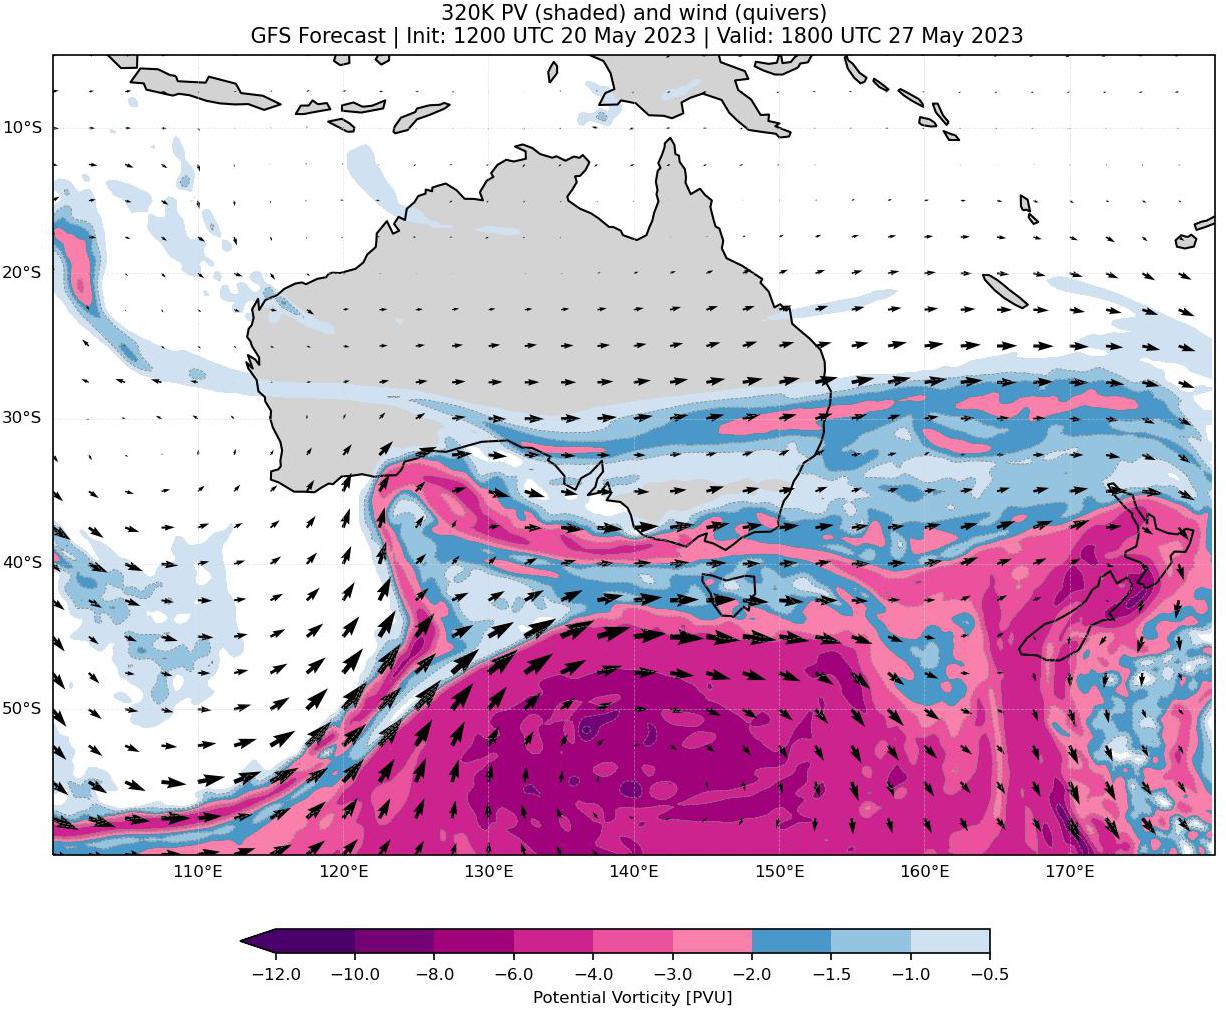 320K PV (shaded) and wind (quivers)
GFS Forecast | Init: 1200 UTC 20 May 2023 | Valid: 1800 UTC 27 May 2023
10°S
20°S
30°S
40°S
50°S
110°E 120°E 130°E 140°E 150°E 160°E 170°E
−12.0 −10.0 −8.0 −6.0 −4.0 −3.0 −2.0 −1.5 −1.0 −0.5
Potential Vorticity [PVU]